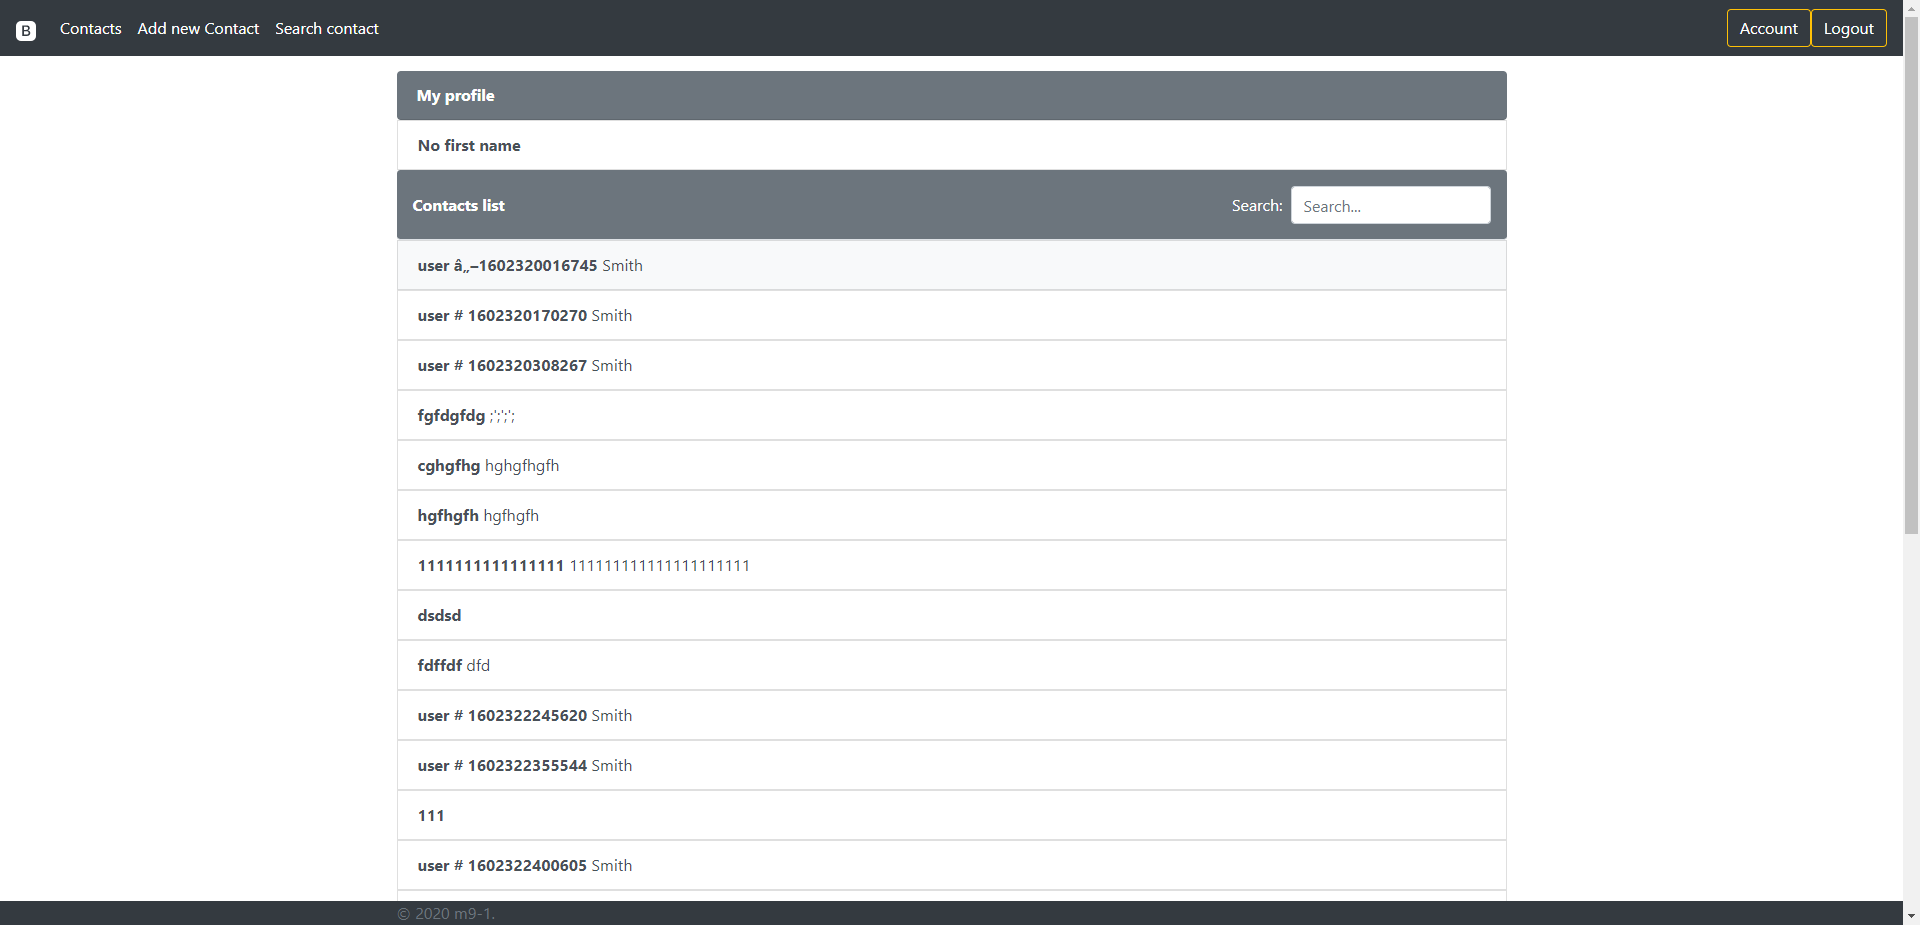 B Contacts Add new Contact Search contact Account Logout
My profile
No first name
Contacts list Search: Search...
user â„–1602320016745 Smith
user # 1602320170270 Smith
user # 1602320308267 Smith
fgfdgfdg ;';';';
cghgfhg hghgfhgfh
hgfhgfh hgfhgfh
1111111111111111 1111111111111111111111
dsdsd
fdffdf dfd
user # 1602322245620 Smith
user # 1602322355544 Smith
111
user # 1602322400605 Smith
© 2020 m9-1.